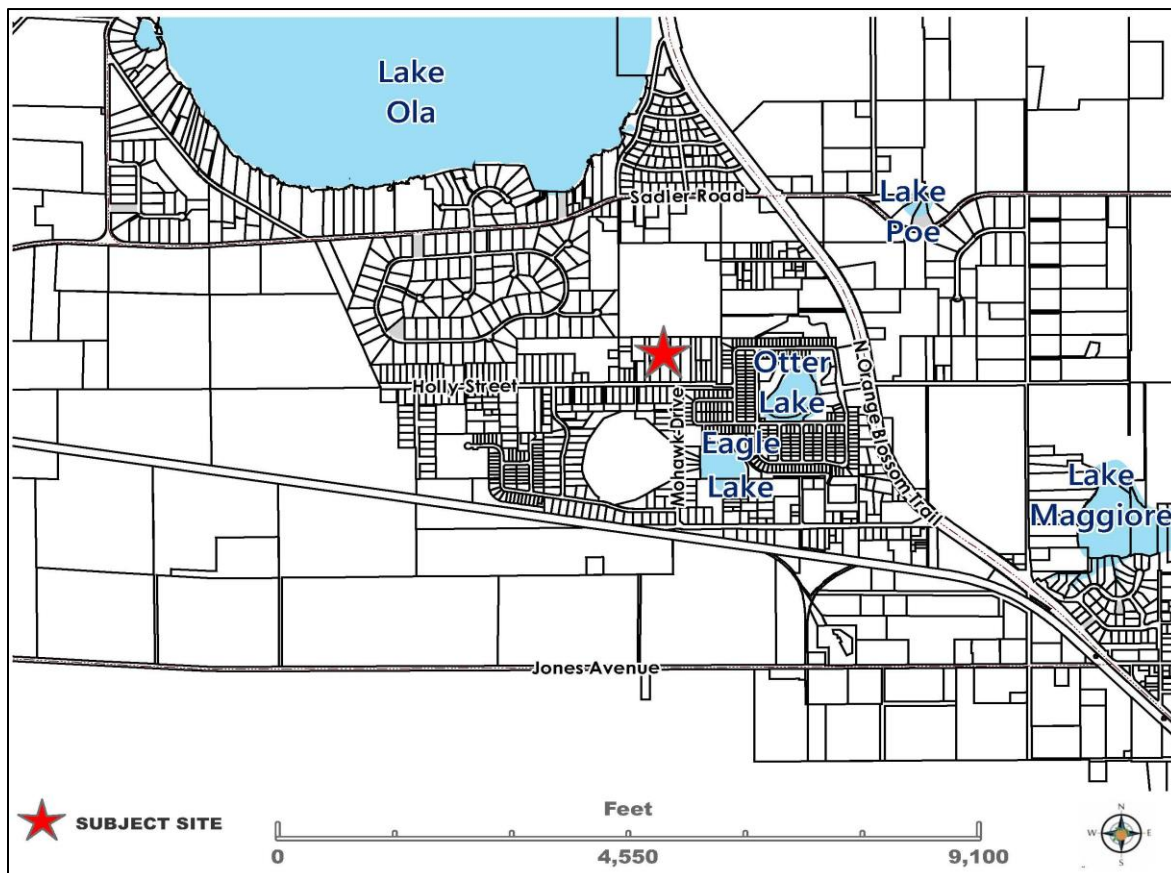 Lake
Ola
Sadler Road
Lake
Poe
Otter
Lake
Holly Street
Mohawk Drive
Eagle
Lake
N Orange Blossom Trail
Lake
Maggiore
Jones Avenue
SUBJECT SITE
Feet
0
4,550
9,100
N
W
E
S